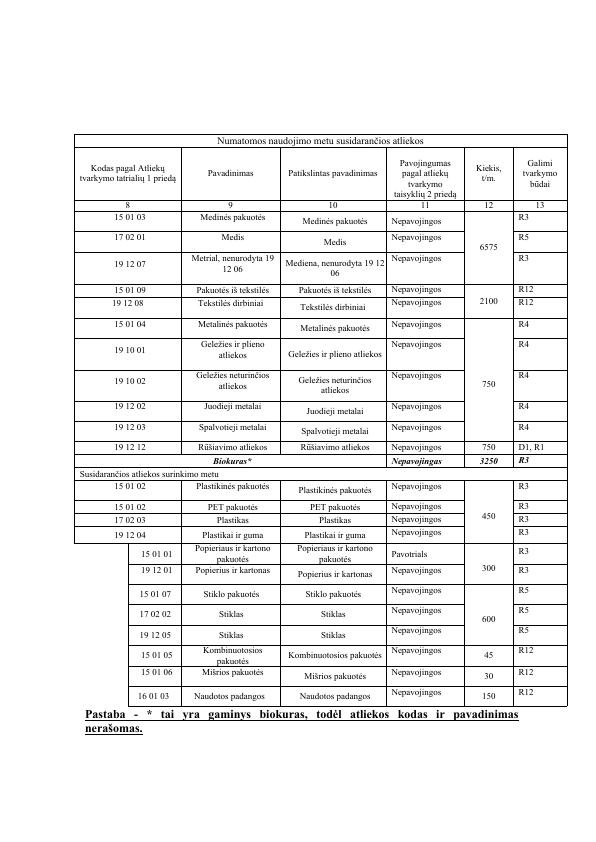 Numatomos naudojimo metu susidarančios atliekos
Kodas pagal Atliekų tvarkymo tatrialių 1 priedą | Pavadinimas | Patikslintas pavadinimas | Pavojingumas pagal atliekų tvarkymo taisyklių 2 priedą | Kiekis, t/m. | Galimi tvarkymo būdai
8 | 9 | 10 | 11 | 12 | 13
15 01 03 | Medinės pakuotės | Medinės pakuotės | Nepavojingos | 6575 | R3
17 02 01 | Medis | Medis | Nepavojingos | R5
19 12 07 | Metrial, nenurodyta 19 12 06 | Mediena, nenurodyta 19 12 06 | Nepavojingos | R3
15 01 09 | Pakuotės iš tekstilės | Pakuotės iš tekstilės | Nepavojingos | 2100 | R12
19 12 08 | Tekstilės dirbiniai | Tekstilės dirbiniai | Nepavojingos | R12
15 01 04 | Metalinės pakuotės | Metalinės pakuotės | Nepavojingos | 750 | R4
19 10 01 | Geležies ir plieno atliekos | Geležies ir plieno atliekos | Nepavojingos | R4
19 10 02 | Geležies neturinčios atliekos | Geležies neturinčios atliekos | Nepavojingos | R4
19 12 02 | Juodieji metalai | Juodieji metalai | Nepavojingos | R4
19 12 03 | Spalvotieji metalai | Spalvotieji metalai | Nepavojingos | R4
19 12 12 | Rūšiavimo atliekos | Rūšiavimo atliekos | Nepavojingos | 750 | D1, R1
Biokuras* | Nepavojingas | 3250 | R3
Susidarančios atliekos surinkimo metu
15 01 02 | Plastikinės pakuotės | Plastikinės pakuotės | Nepavojingos | 450 | R3
15 01 02 | PET pakuotės | PET pakuotės | Nepavojingos | R3
17 02 03 | Plastikas | Plastikas | Nepavojingos | R3
19 12 04 | Plastikai ir guma | Plastikai ir guma | Nepavojingos | R3
15 01 01 | Popieriaus ir kartono pakuotės | Popieriaus ir kartono pakuotės | Pavotrials | 300 | R3
19 12 01 | Popierius ir kartonas | Popierius ir kartonas | Nepavojingos | R3
15 01 07 | Stiklo pakuotės | Stiklo pakuotės | Nepavojingos | 600 | R5
17 02 02 | Stiklas | Stiklas | Nepavojingos | R5
19 12 05 | Stiklas | Stiklas | Nepavojingos | R5
15 01 05 | Kombinuotosios pakuotės | Kombinuotosios pakuotės | Nepavojingos | 45 | R12
15 01 06 | Mišrios pakuotės | Mišrios pakuotės | Nepavojingos | 30 | R12
16 01 03 | Naudotos padangos | Naudotos padangos | Nepavojingos | 150 | R12
Pastaba - * tai yra gaminys biokuras, todėl atliekos kodas ir pavadinimas
nerašomas.